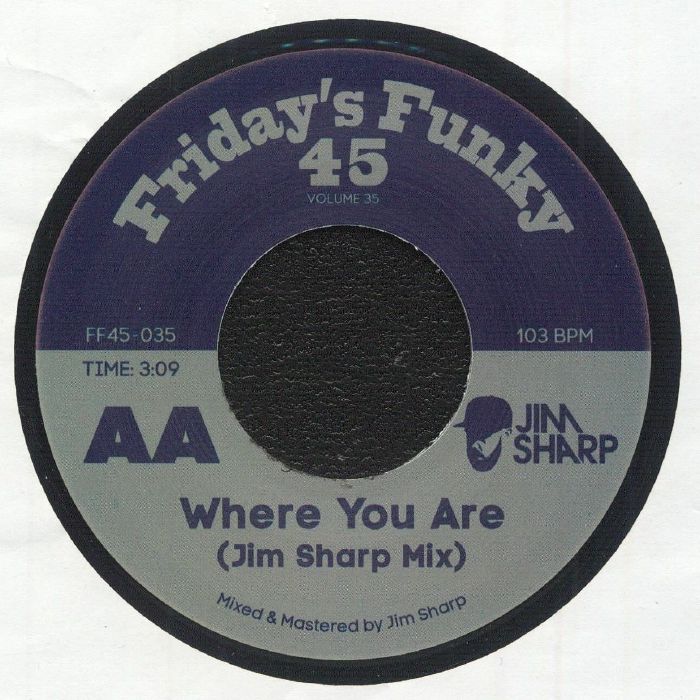 Friday's Funky
45
VOLUME 35
FF45-035
103 BPM
TIME: 3:09
AA
JIM
SHARP
Where You Are
(Jim Sharp Mix)
Mixed & Mastered by Jim Sharp